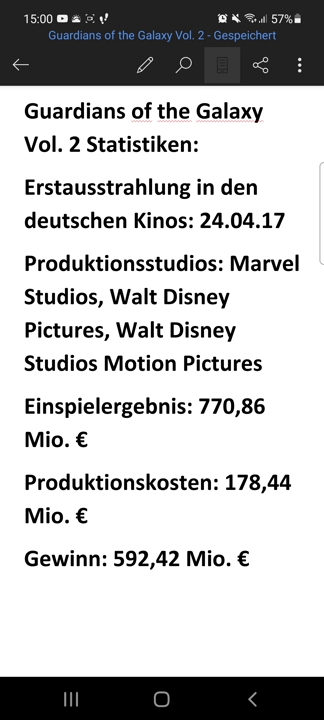 15:00 57%
Guardians of the Galaxy Vol. 2 - Gespeichert
Guardians of the Galaxy
Vol. 2 Statistiken:
Erstausstrahlung in den
deutschen Kinos: 24.04.17
Produktionsstudios: Marvel
Studios, Walt Disney
Pictures, Walt Disney
Studios Motion Pictures
Einspielergebnis: 770,86
Mio. €
Produktionskosten: 178,44
Mio. €
Gewinn: 592,42 Mio. €